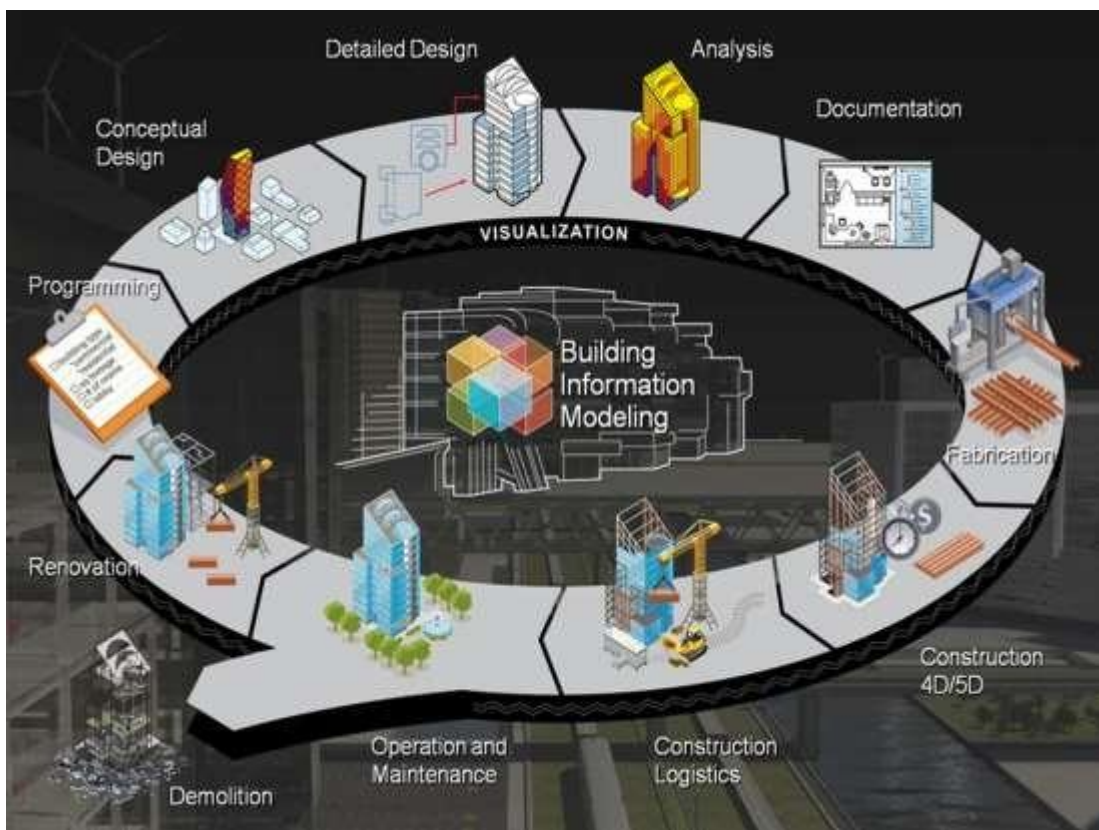 Detailed Design
Analysis
Documentation
Conceptual
Design
VISUALIZATION
Programming
Building
Information
Modeling
Fabrication
Renovation
Construction
4D/5D
Operation and
Maintenance
Construction
Logistics
Demolition
$